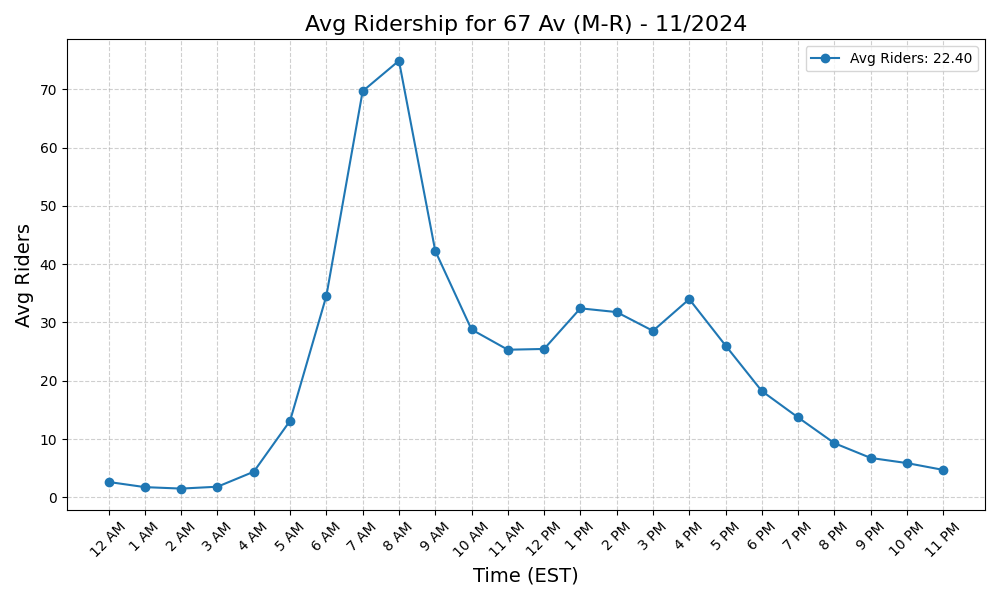 Avg Ridership for 67 Av (M-R) - 11/2024
Avg Riders: 22.40
Avg Riders
70
60
50
40
30
20
10
0
12 AM
1 AM
2 AM
3 AM
4 AM
5 AM
6 AM
7 AM
8 AM
9 AM
10 AM
11 AM
12 PM
1 PM
2 PM
3 PM
4 PM
5 PM
6 PM
7 PM
8 PM
9 PM
10 PM
11 PM
Time (EST)